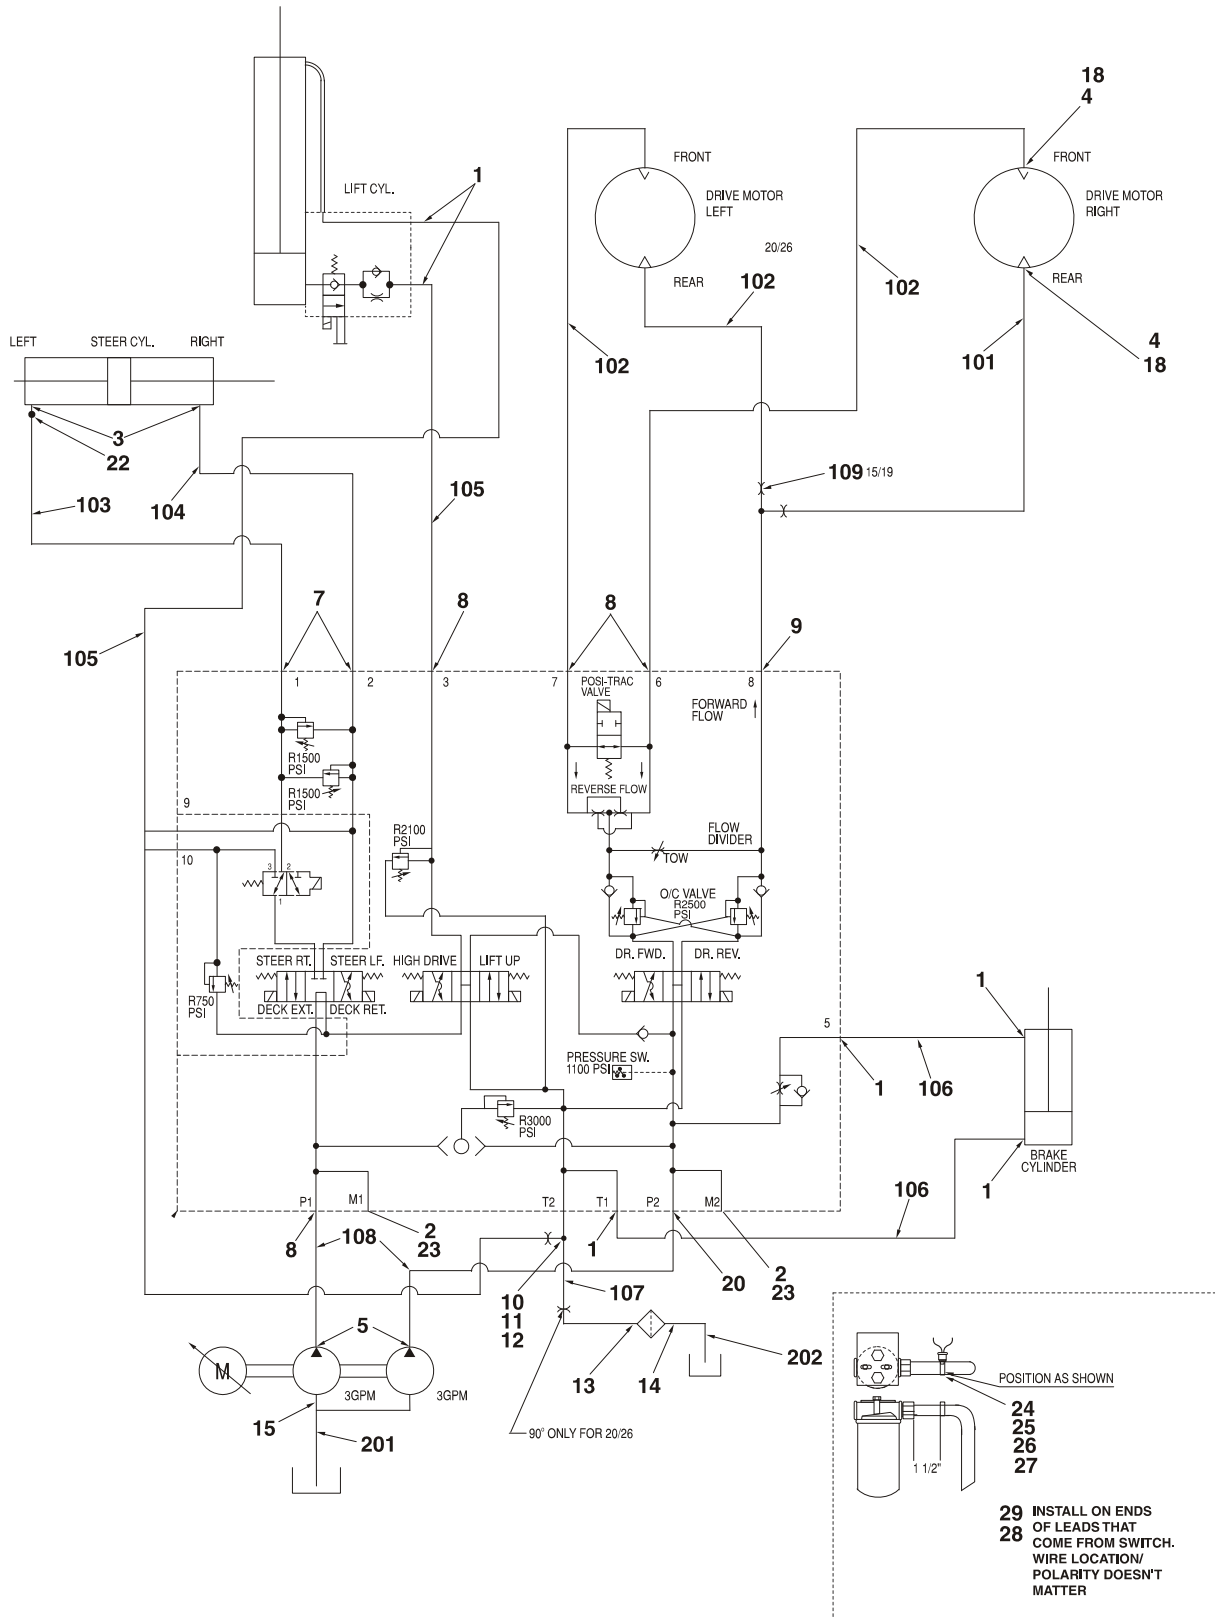 18
4
FRONT
FRONT
LIFT CYL.
1
DRIVE MOTOR
LEFT
DRIVE MOTOR
RIGHT
20/26
REAR
102
REAR
102
LEFT
STEER CYL.
RIGHT
102
101
4
18
3
22
109 15/19
103
104
105
7
8
8
9
105
1
2
3
7
POSI-TRAC
VALVE
6
8
FORWARD
FLOW
R1500
PSI
R1500
PSI
REVERSE FLOW
9
R2100
PSI
FLOW
DIVIDER
10
3
2
1
TOW
O/C VALVE
R2500
PSI
STEER RT.
STEER LF.
HIGH DRIVE
LIFT UP
DR. FWD.
DR. REV.
R750
PSI
DECK EXT.
DECK RET.
5
1
PRESSURE SW.
1100 PSI
1
106
R3000
PSI
BRAKE
CYLINDER
1
P1
M1
T2
T1
P2
M2
106
8
108
2
23
1
20
2
23
10
11
12
107
5
202
M
3GPM
3GPM
13
14
15
201
90° ONLY FOR 20/26
POSITION AS SHOWN
24
25
26
27
1 1/2"
29 INSTALL ON ENDS
28 OF LEADS THAT
COME FROM SWITCH.
WIRE LOCATION/
POLARITY DOESN'T
MATTER